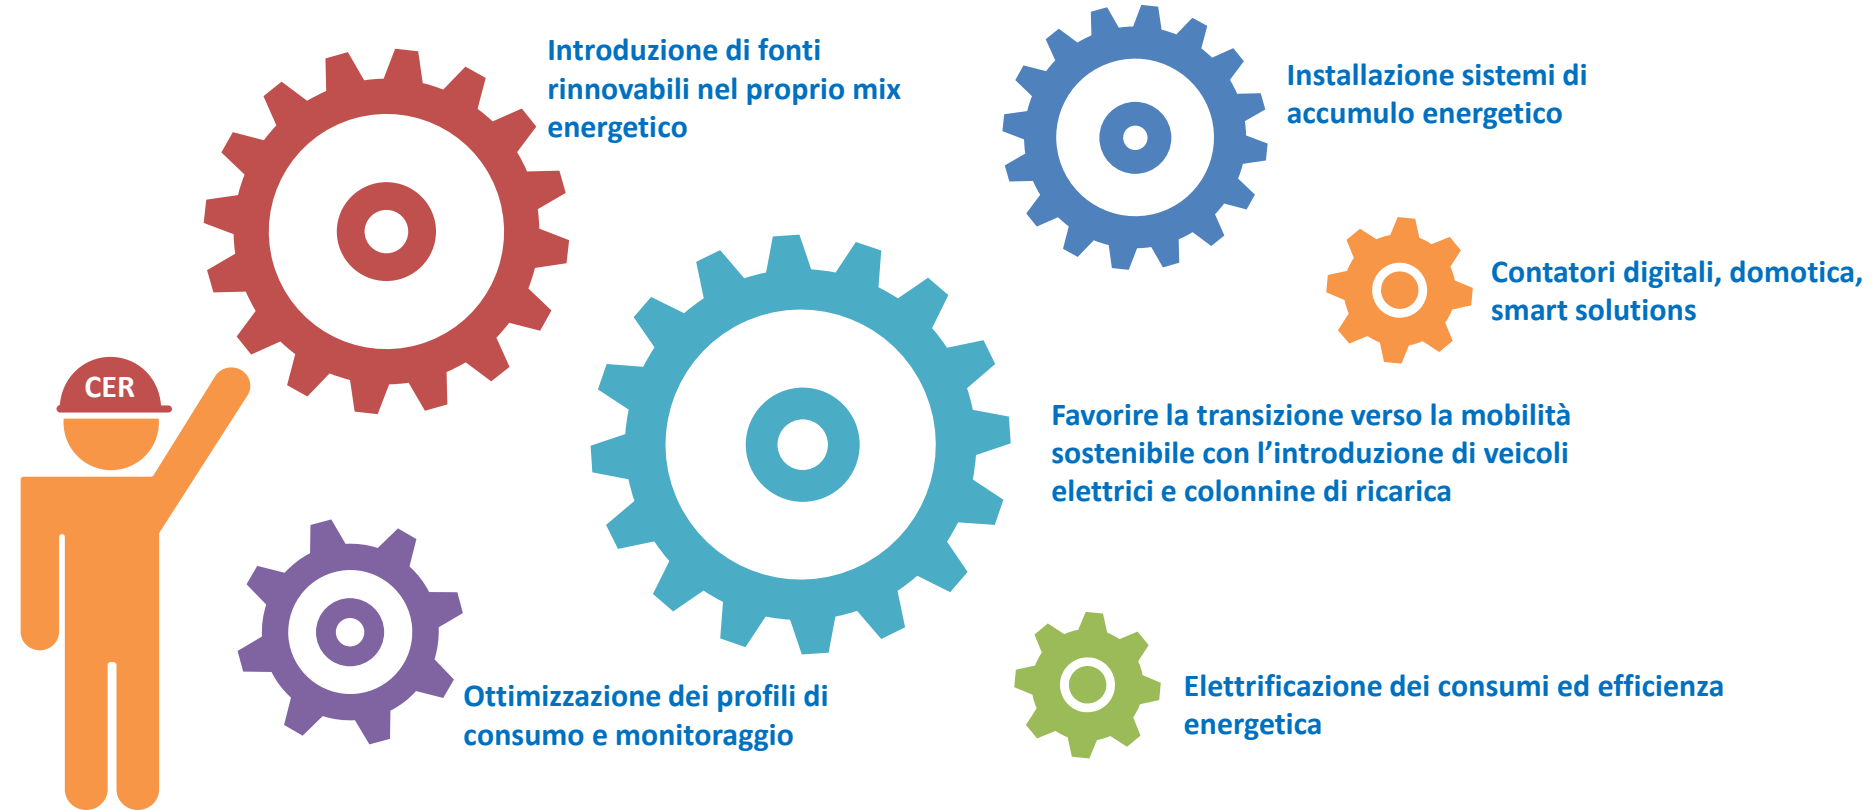 Introduzione di fonti
rinnovabili nel proprio mix
energetico
Installazione sistemi di
accumulo energetico
Contatori digitali, domotica,
smart solutions
CER
Favorire la transizione verso la mobilità
sostenibile con l’introduzione di veicoli
elettrici e colonnine di ricarica
Ottimizzazione dei profili di
consumo e monitoraggio
Elettrificazione dei consumi ed efficienza
energetica